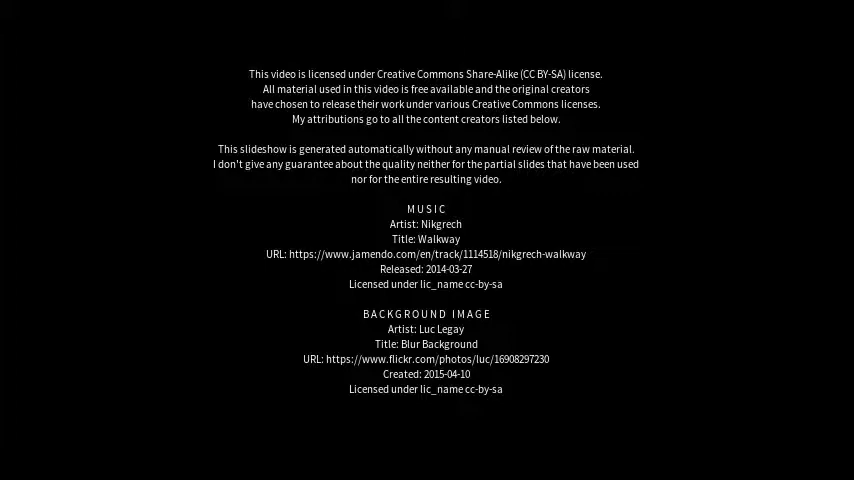 This video is licensed under Creative Commons Share-Alike (CC BY-SA) license.
All material used in this video is free available and the original creators
have chosen to release their work under various Creative Commons licenses.
My attributions go to all the content creators listed below.
This slideshow is generated automatically without any manual review of the raw material.
I don't give any guarantee about the quality neither for the partial slides that have been used
nor for the entire resulting video.
MUSIC
Artist: Nikgrech
Title: Walkway
URL: https://www.jamendo.com/en/track/1114518/nikgrech-walkway
Released: 2014-03-27
Licensed under lic_name cc-by-sa
BACKGROUND IMAGE
Artist: Luc Legay
Title: Blur Background
URL: https://www.flickr.com/photos/luc/16908297230
Created: 2015-04-10
Licensed under lic_name cc-by-sa